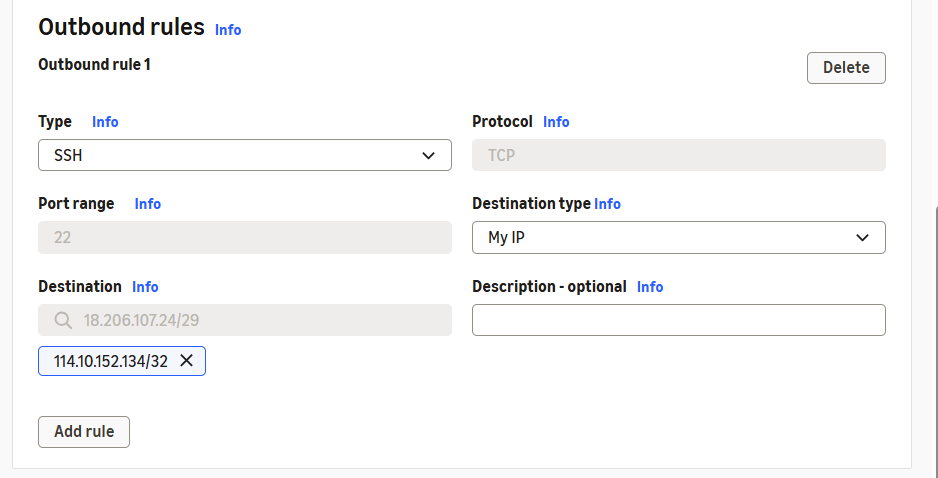 Outbound rules Info
Outbound rule 1 Delete
Type Info Protocol Info
SSH TCP
Port range Info Destination type Info
22 My IP
Destination Info Description - optional Info
18.206.107.24/29
114.10.152.134/32
Add rule